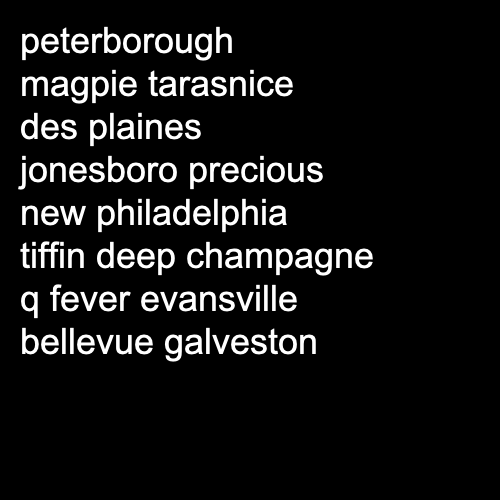 peterborough
magpie tarasnice
des plaines
jonesboro precious
new philadelphia
tiffin deep champagne
q fever evansville
bellevue galveston